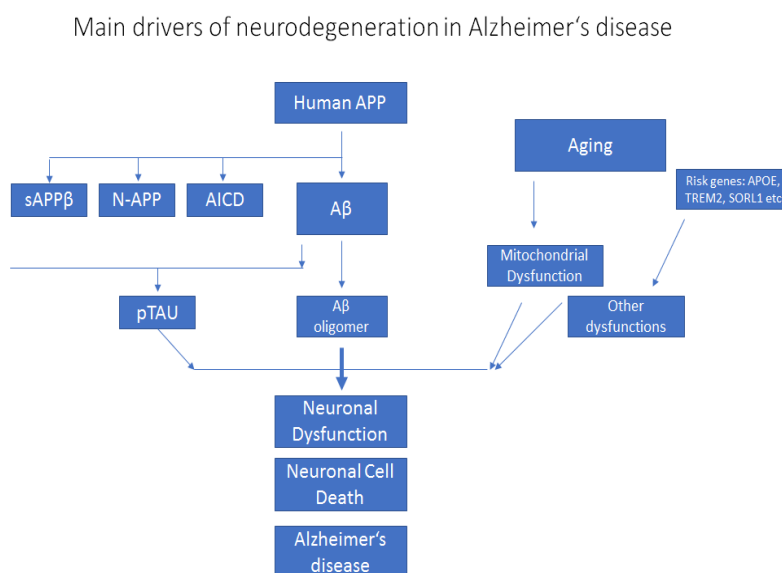 Main drivers of neurodegeneration in Alzheimer‘s disease
Human APP
Aging
sAPPβ
N-APP
AICD
Aβ
Risk genes: APOE,
TREM2, SORL1 etc
Mitochondrial
Dysfunction
pTAU
Aβ
oligomer
Other
dysfunctions
Neuronal
Dysfunction
Neuronal Cell
Death
Alzheimer‘s
disease